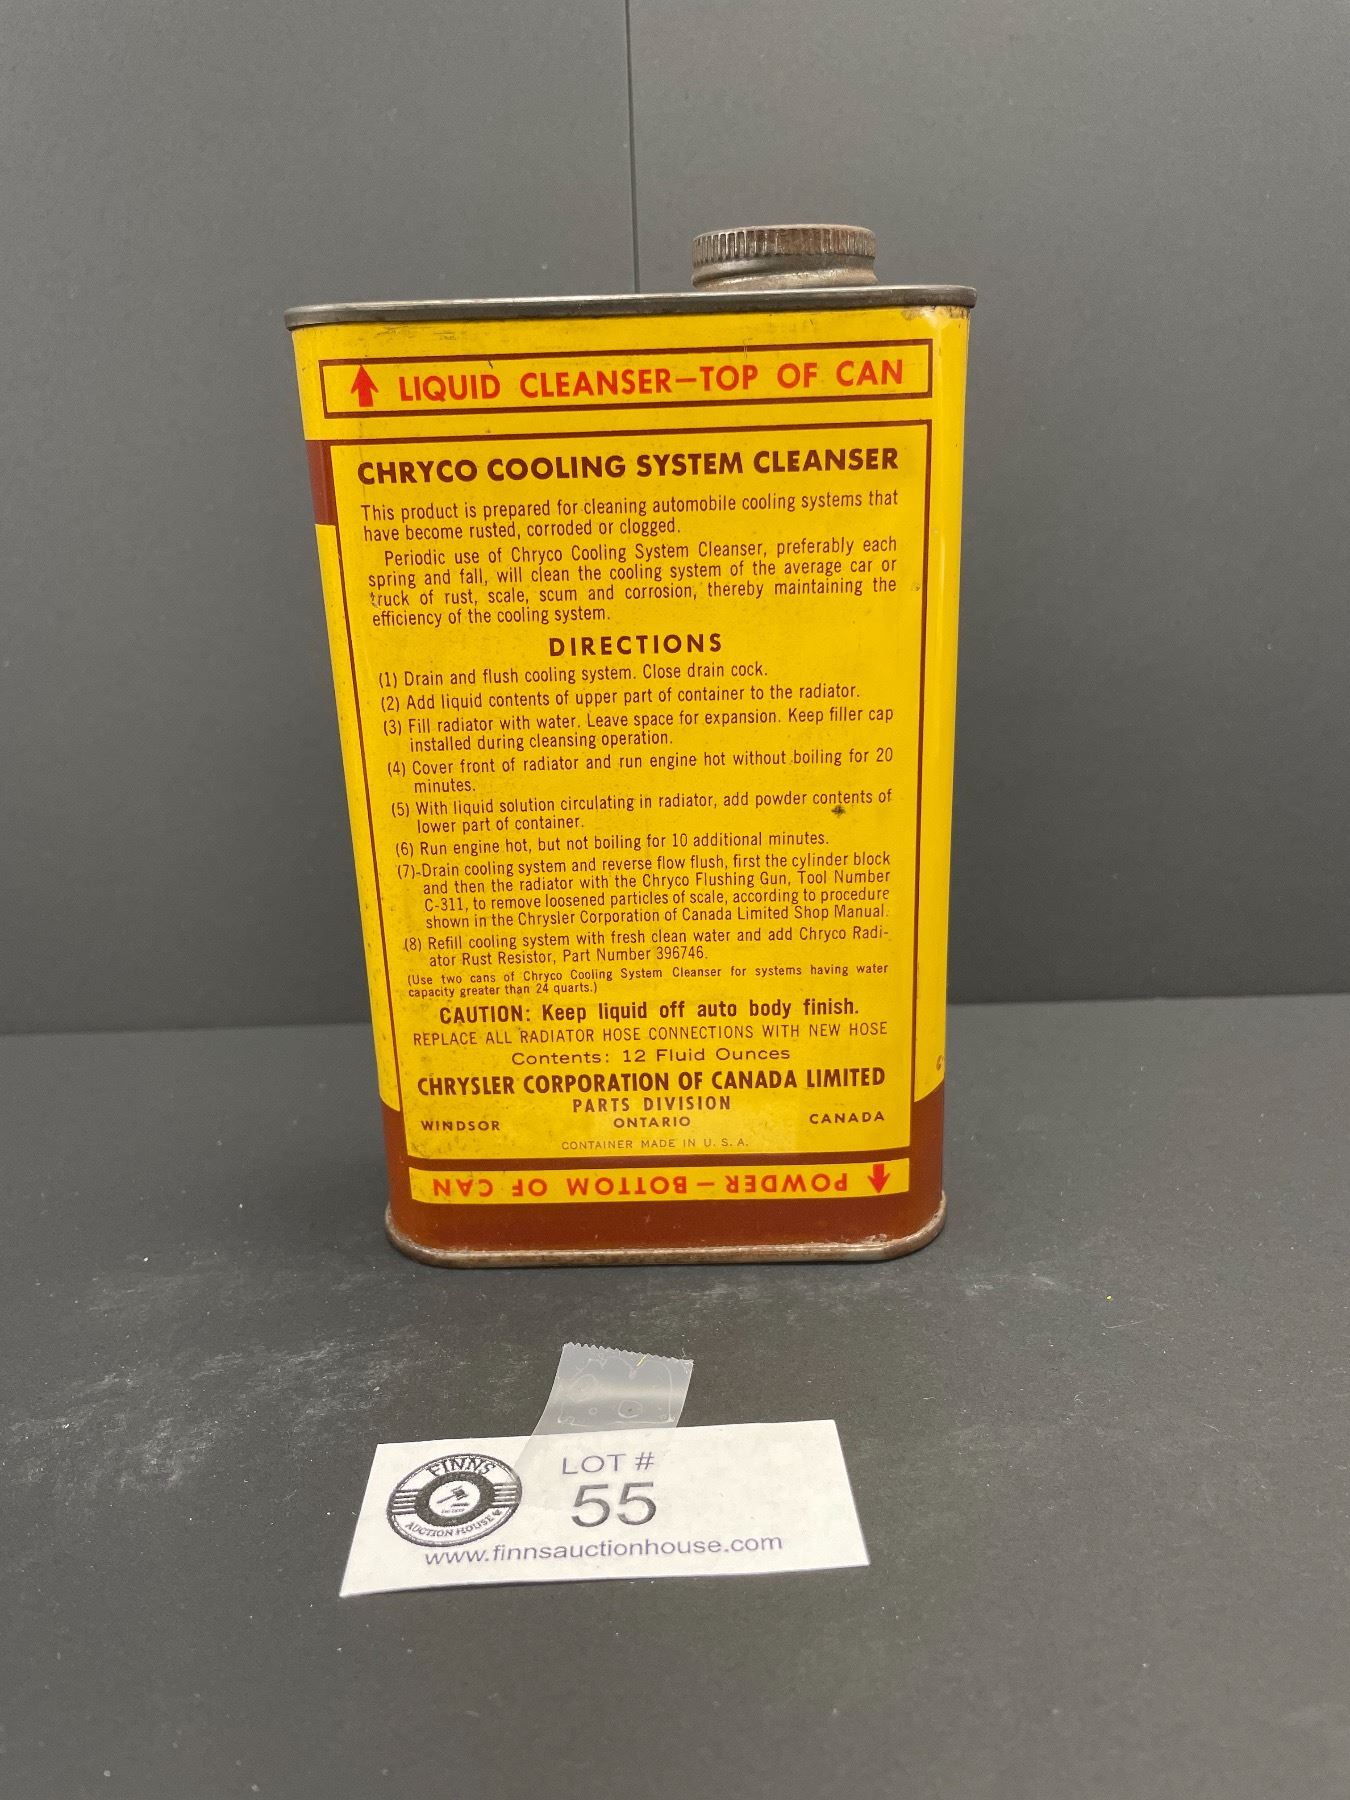 LIQUID CLEANSER—TOP OF CAN
CHRYCO COOLING SYSTEM CLEANSER
This product is prepared for cleaning automobile cooling systems that
have become rusted, corroded or clogged.
Periodic use of Chryco Cooling System Cleanser, preferably each
spring and fall, will clean the cooling system of the average car or
truck of rust, scale, scum and corrosion, thereby maintaining the
efficiency of the cooling system.
DIRECTIONS
(1) Drain and flush cooling system. Close drain cock.
(2) Add liquid contents of upper part of container to the radiator.
(3) Fill radiator with water. Leave space for expansion. Keep filler cap
installed during cleansing operation.
(4) Cover front of radiator and run engine hot without boiling for 20
minutes.
(5) With liquid solution circulating in radiator, add powder contents of
lower part of container.
(6) Run engine hot, but not boiling for 10 additional minutes.
(7) Drain cooling system and reverse flow flush, first the cylinder block
and then the radiator with the Chryco Flushing Gun, Tool Number
C-311, to remove loosened particles of scale, according to procedure
shown in the Chrysler Corporation of Canada Limited Shop Manual.
(8) Refill cooling system with fresh clean water and add Chryco Radi-
ator Rust Resistor, Part Number 396746.
(Use two cans of Chryco Cooling System Cleanser for systems having water
capacity greater than 24 quarts.)
CAUTION: Keep liquid off auto body finish.
REPLACE ALL RADIATOR HOSE CONNECTIONS WITH NEW HOSE
Contents: 12 Fluid Ounces
CHRYSLER CORPORATION OF CANADA LIMITED
PARTS DIVISION
WINDSOR ONTARIO CANADA
CONTAINER MADE IN U. S. A.
POWDER — BOTTOM OF CAN
FINNS
AUCTION HOUSE
LOT #
55
www.finnsauctionhouse.com